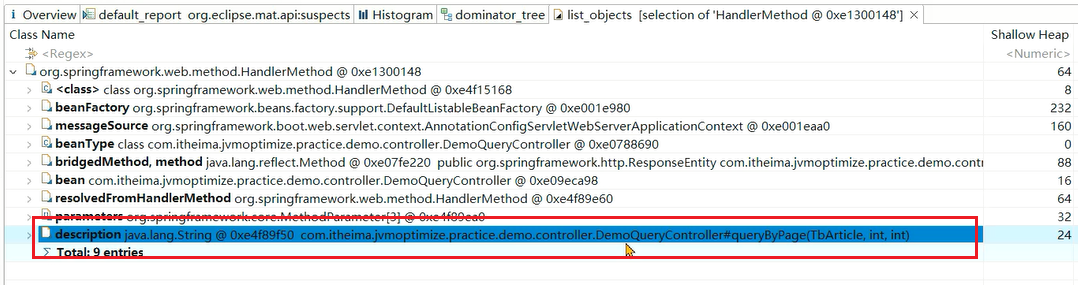 Overview default_report org.eclipse.mat.api:suspects Histogram dominator_tree list_objects [selection of 'HandlerMethod @ 0xe1300148']
Class Name Shallow Heap
<Regex> <Numeric>
org.springframework.web.method.HandlerMethod @ 0xe1300148 64
<class> class org.springframework.web.method.HandlerMethod @ 0xe4f15168 8
beanFactory org.springframework.beans.factory.support.DefaultListableBeanFactory @ 0xe001e980 232
messageSource org.springframework.boot.web.servlet.context.AnnotationConfigServletWebServerApplicationContext @ 0xe001eaa0 160
beanType class com.itheima.jvmoptimize.practice.demo.controller.DemoQueryController @ 0xe0788690 0
bridgedMethod, method java.lang.reflect.Method @ 0xe07fe220 public org.springframework.http.ResponseEntity com.itheima.jvmoptimize.practice.demo.cont 88
bean com.itheima.jvmoptimize.practice.demo.controller.DemoQueryController @ 0xe09eca98 16
resolvedFromHandlerMethod org.springframework.web.method.HandlerMethod @ 0xe4f89e60 64
parameters org.springframework.core.MethodParameter[3] @ 0xe4f89ea0 32
description java.lang.String @ 0xe4f89f50 com.itheima.jvmoptimize.practice.demo.controller.DemoQueryController#queryByPage(TbArticle, int, int) 24
Total: 9 entries